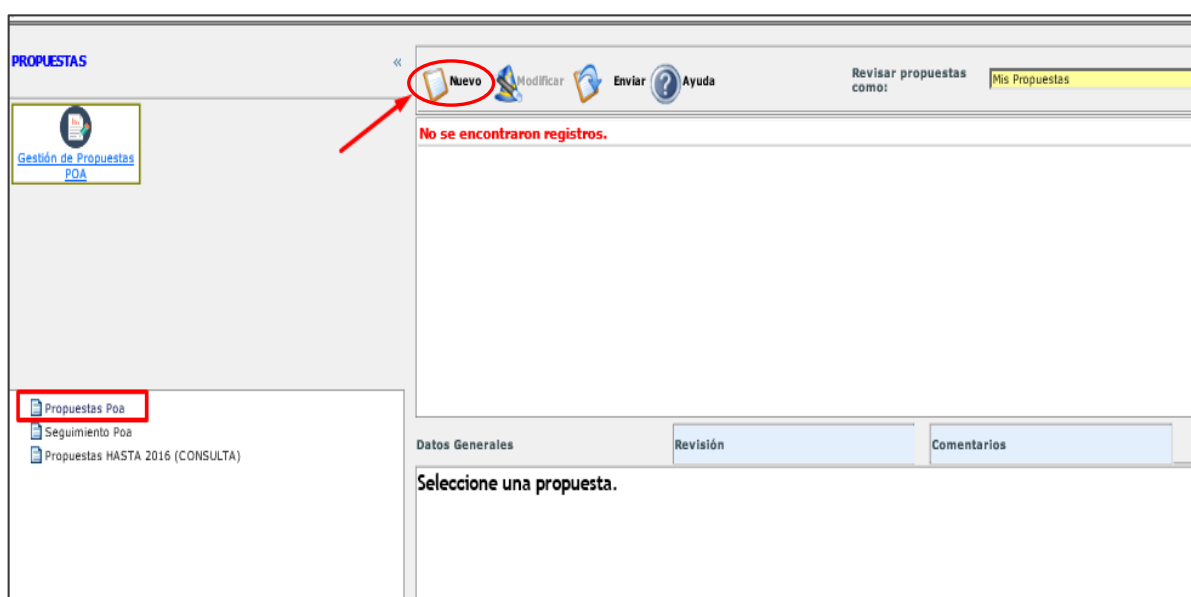 PROPUESTAS «
Gestión de Propuestas
POA
Propuestas Poa
Seguimiento Poa
Propuestas HASTA 2016 (CONSULTA)
Nuevo Modificar Enviar ? Ayuda
Revisar propuestas
como:
Mis Propuestas
No se encontraron registros.
Datos Generales Revisión Comentarios
Seleccione una propuesta.